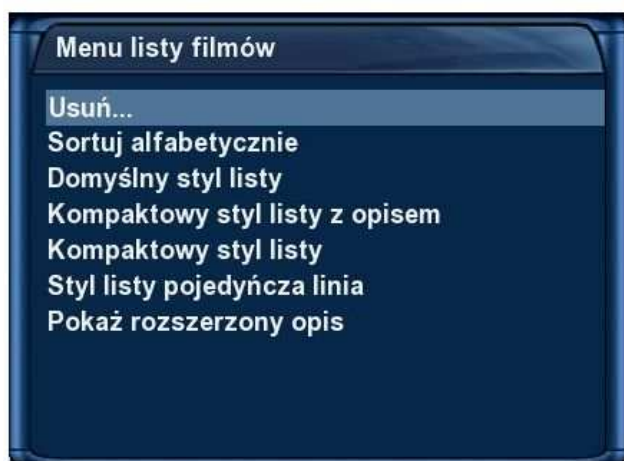 Menu listy filmów
Usuń...
Sortuj alfabetycznie
Domyślny styl listy
Kompaktowy styl listy z opisem
Kompaktowy styl listy
Styl listy pojedyńcza linia
Pokaż rozszerzony opis